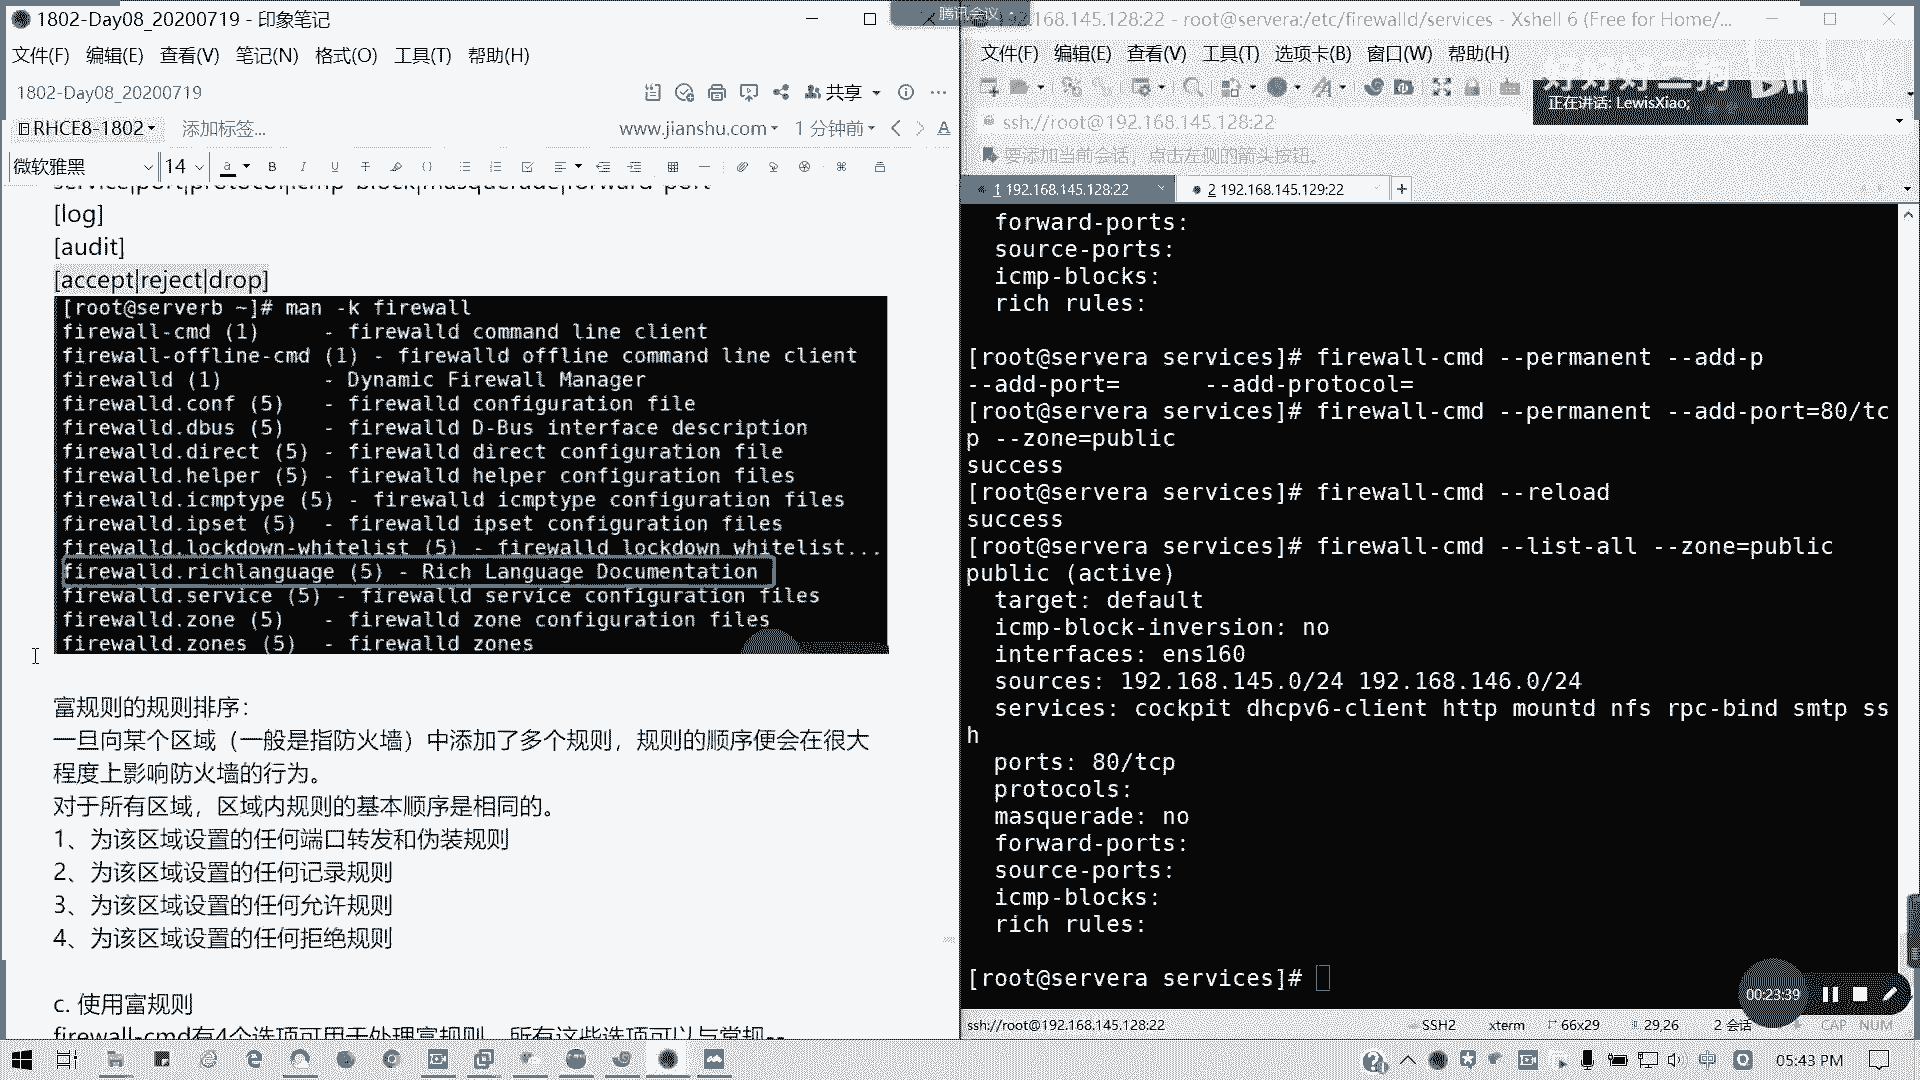 1802-Day08_20200719 - 印象笔记
文件(F) 编辑(E) 查看(V) 笔记(N) 格式(O) 工具(T) 帮助(H)
1802-Day08_20200719
共享
RHCE8-1802 添加标签...
www.jianshu.com 1 分钟前
微软雅黑 14
[log]
[audit]
[accept|reject|drop]
[root@serverb ~]# man -k firewall
firewall-cmd (1) - firewalld command line client
firewall-offline-cmd (1) - firewalld offline command line client
firewalld (1) - Dynamic Firewall Manager
firewalld.conf (5) - firewalld configuration file
firewalld.dbus (5) - firewalld D-Bus interface description
firewalld.direct (5) - firewalld direct configuration file
firewalld.helper (5) - firewalld helper configuration files
firewalld.icmptype (5) - firewalld icmptype configuration files
firewalld.ipset (5) - firewalld ipset configuration files
firewalld.lockdown-whitelist (5) - firewalld lockdown whitelist...
firewalld.richlanguage (5) - Rich Language Documentation
firewalld.service (5) - firewalld service configuration files
firewalld.zone (5) - firewalld zone configuration files
firewalld.zones (5) - firewalld zones
富规则的规则排序：
一旦向某个区域（一般是指防火墙）中添加了多个规则，规则的顺序便会在很大
程度上影响防火墙的行为。
对于所有区域，区域内规则的基本顺序是相同的。
1、为该区域设置的任何端口转发和伪装规则
2、为该区域设置的任何记录规则
3、为该区域设置的任何允许规则
4、为该区域设置的任何拒绝规则
c. 使用富规则
firewall-cmd有4个选项可用于处理富规则，所有这些选项可以与常规--
腾讯会议
192.168.145.128:22 - root@servera:/etc/firewalld/services - Xshell 6 (Free for Home/...
文件(F) 编辑(E) 查看(V) 工具(T) 选项卡(B) 窗口(W) 帮助(H)
正在讲话: LewisXiao;
ssh://root@192.168.145.128:22
要添加当前会话，点击左侧的箭头按钮。
1 192.168.145.128:22
2 192.168.145.129:22
forward-ports:
source-ports:
icmp-blocks:
rich rules:
[root@servera services]# firewall-cmd --permanent --add-p
--add-port= --add-protocol=
[root@servera services]# firewall-cmd --permanent --add-port=80/tc
p --zone=public
success
[root@servera services]# firewall-cmd --reload
success
[root@servera services]# firewall-cmd --list-all --zone=public
public (active)
target: default
icmp-block-inversion: no
interfaces: ens160
sources: 192.168.145.0/24 192.168.146.0/24
services: cockpit dhcpv6-client http mountd nfs rpc-bind smtp ss
h
ports: 80/tcp
protocols:
masquerade: no
forward-ports:
source-ports:
icmp-blocks:
rich rules:
[root@servera services]#
00:23:39
ssh://root@192.168.145.128:22 SSH2 xterm 66x29 29,26 2 会话 CAP NUM
05:43 PM